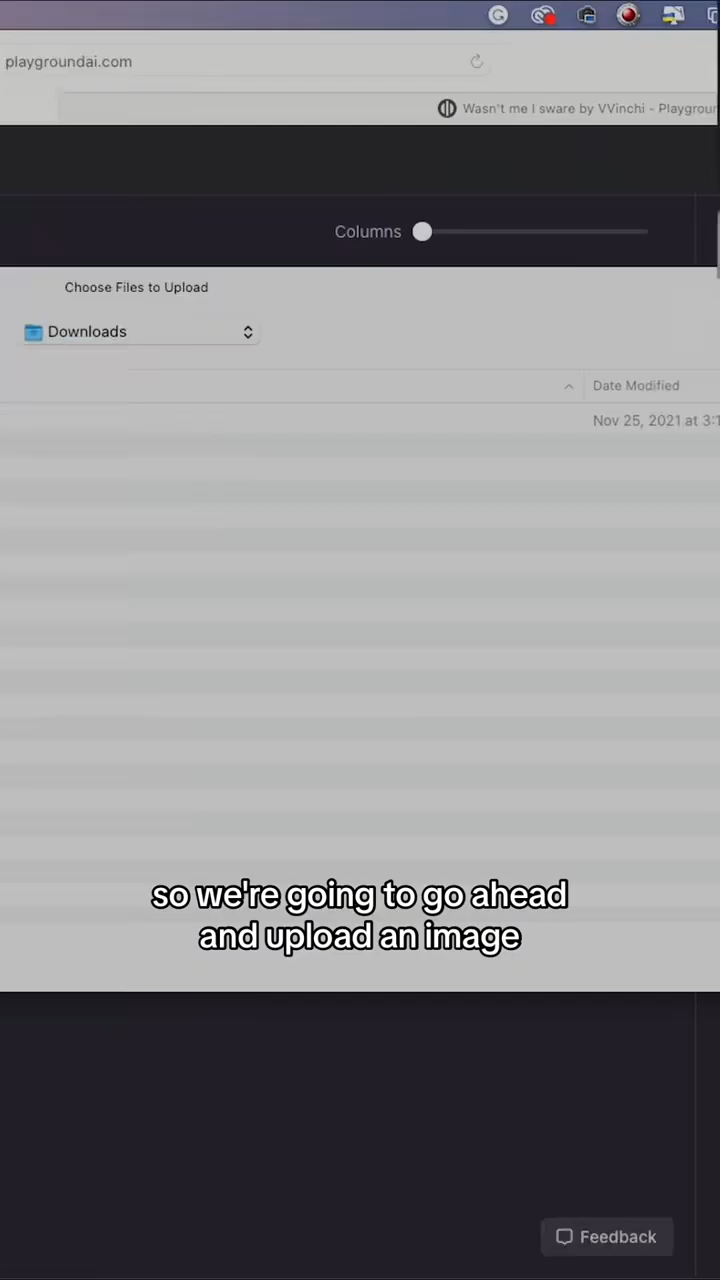 playgroundai.com
Wasn't me I sware by VVinchi - Playgroun
Columns
Choose Files to Upload
Downloads
Date Modified
Nov 25, 2021 at 3:1
so we're going to go ahead
and upload an image
Feedback